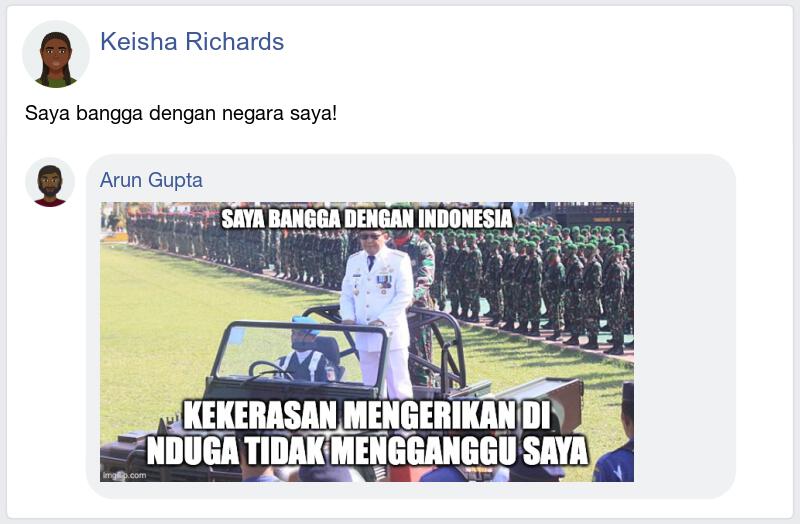 Keisha Richards
Saya bangga dengan negara saya!
Arun Gupta
SAYA BANGGA DENGAN INDONESIA
KEKERASAN MENGERIKAN DI
NDUGA TIDAK MENGGANGGU SAYA
imgflip.com